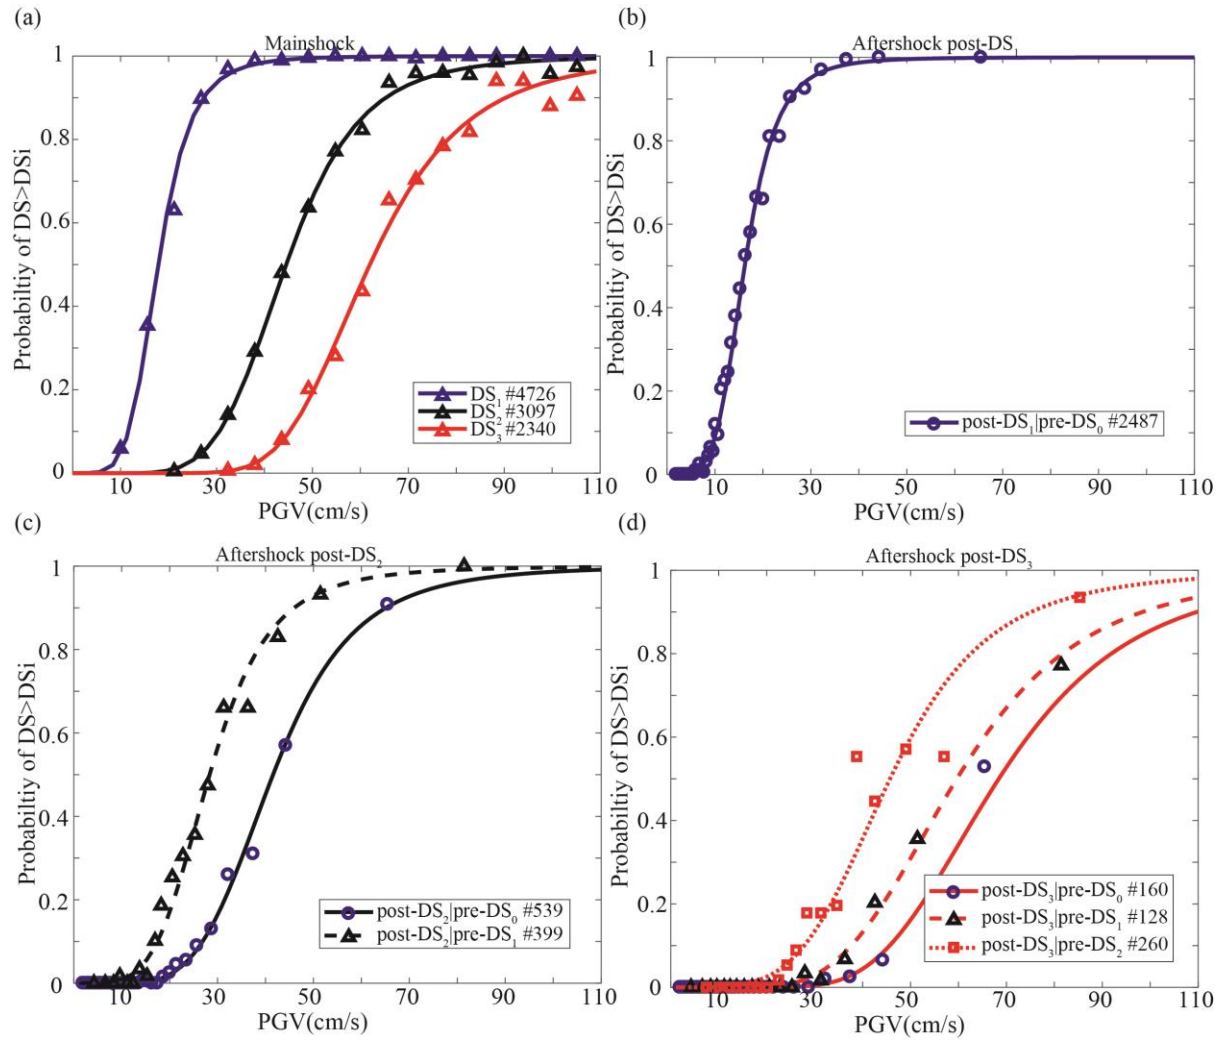 (a)
Mainshock
1
0.8
0.6
0.4
0.2
0
Probabiltiy of DS>DSi
10 30 50 70 90 110
PGV(cm/s)
DS₁ #4726
DS₂ #3097
DS₃ #2340
(b)
Aftershock post-DS₁
1
0.8
0.6
0.4
0.2
0
Probabiltiy of DS>DSi
10 30 50 70 90 110
PGV(cm/s)
post-DS₁|pre-DS₀ #2487
(c)
Aftershock post-DS₂
1
0.8
0.6
0.4
0.2
0
Probabiltiy of DS>DSi
10 30 50 70 90 110
PGV(cm/s)
post-DS₂|pre-DS₀ #539
post-DS₂|pre-DS₁ #399
(d)
Aftershock post-DS₃
1
0.8
0.6
0.4
0.2
0
Probabiltiy of DS>DSi
10 30 50 70 90 110
PGV(cm/s)
post-DS₃|pre-DS₀ #160
post-DS₃|pre-DS₁ #128
post-DS₃|pre-DS₂ #260